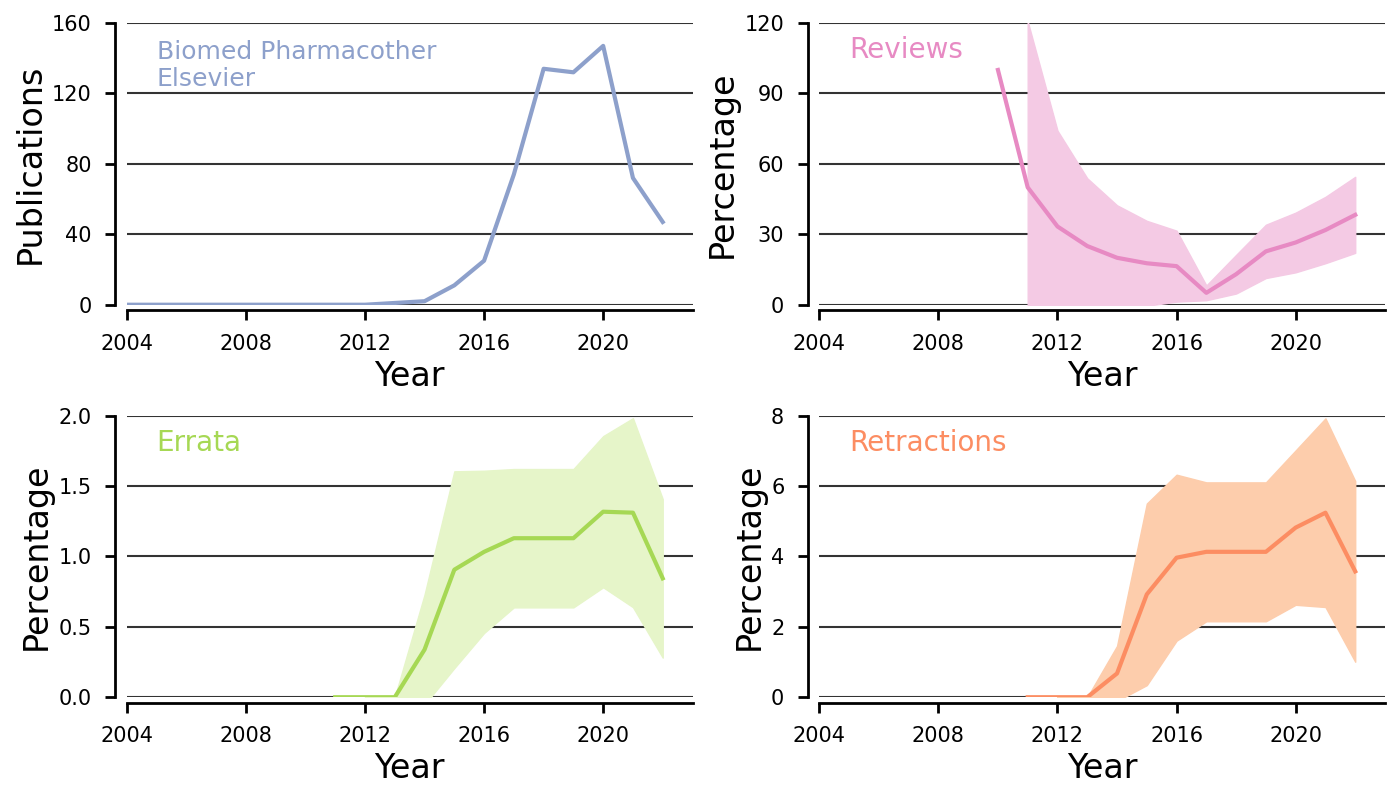 160
120
80
40
0
Publications
Biomed Pharmacother
Elsevier
2004 2008 2012 2016 2020
Year
120
90
60
30
0
Percentage
Reviews
2004 2008 2012 2016 2020
Year
2.0
1.5
1.0
0.5
0.0
Percentage
Errata
2004 2008 2012 2016 2020
Year
8
6
4
2
0
Percentage
Retractions
2004 2008 2012 2016 2020
Year